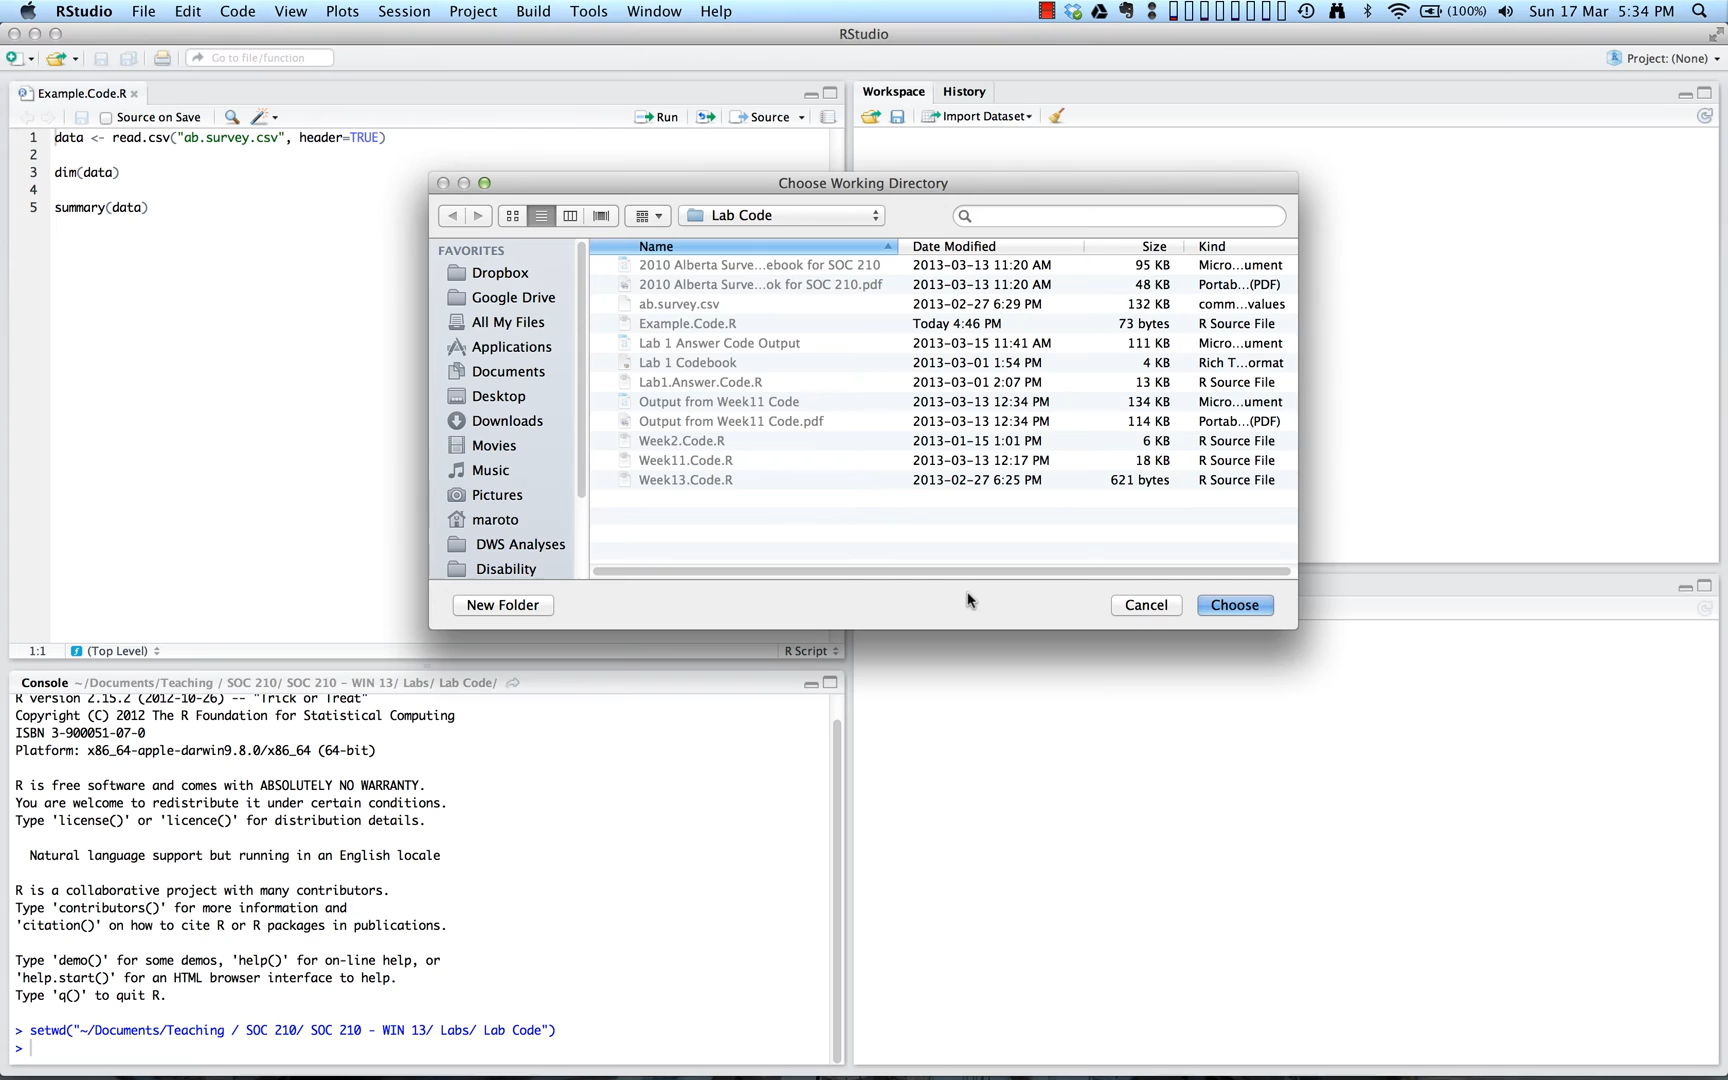 RStudio File Edit Code View Plots Session Project Build Tools Window Help (100%) Sun 17 Mar 5:34 PM
RStudio
Go to file/function Project: (None)
Example.Code.R
Source on Save Run Source
1 data <- read.csv("ab.survey.csv", header=TRUE)
2
3 dim(data)
4
5 summary(data)
1:1 (Top Level) R Script
Workspace History
Import Dataset
Choose Working Directory
Lab Code
FAVORITES
Dropbox
Google Drive
All My Files
Applications
Documents
Desktop
Downloads
Movies
Music
Pictures
maroto
DWS Analyses
Disability
Name Date Modified Size Kind
2010 Alberta Surve...ebook for SOC 210 2013-03-13 11:20 AM 95 KB Micro...ument
2010 Alberta Surve...ok for SOC 210.pdf 2013-03-13 11:20 AM 48 KB Portab...(PDF)
ab.survey.csv 2013-02-27 6:29 PM 132 KB comm...values
Example.Code.R Today 4:46 PM 73 bytes R Source File
Lab 1 Answer Code Output 2013-03-15 11:41 AM 111 KB Micro...ument
Lab 1 Codebook 2013-03-01 1:54 PM 4 KB Rich T...ormat
Lab1.Answer.Code.R 2013-03-01 2:07 PM 13 KB R Source File
Output from Week11 Code 2013-03-13 12:34 PM 134 KB Micro...ument
Output from Week11 Code.pdf 2013-03-13 12:34 PM 114 KB Portab...(PDF)
Week2.Code.R 2013-01-15 1:01 PM 6 KB R Source File
Week11.Code.R 2013-03-13 12:17 PM 18 KB R Source File
Week13.Code.R 2013-02-27 6:25 PM 621 bytes R Source File
New Folder Cancel Choose
Console ~/Documents/Teaching / SOC 210/ SOC 210 - WIN 13/ Labs/ Lab Code/
R version 2.15.2 (2012-10-26) -- "Trick or Treat"
Copyright (C) 2012 The R Foundation for Statistical Computing
ISBN 3-900051-07-0
Platform: x86_64-apple-darwin9.8.0/x86_64 (64-bit)
R is free software and comes with ABSOLUTELY NO WARRANTY.
You are welcome to redistribute it under certain conditions.
Type 'license()' or 'licence()' for distribution details.
Natural language support but running in an English locale
R is a collaborative project with many contributors.
Type 'contributors()' for more information and
'citation()' on how to cite R or R packages in publications.
Type 'demo()' for some demos, 'help()' for on-line help, or
'help.start()' for an HTML browser interface to help.
Type 'q()' to quit R.
> setwd("~/Documents/Teaching / SOC 210/ SOC 210 - WIN 13/ Labs/ Lab Code")
>